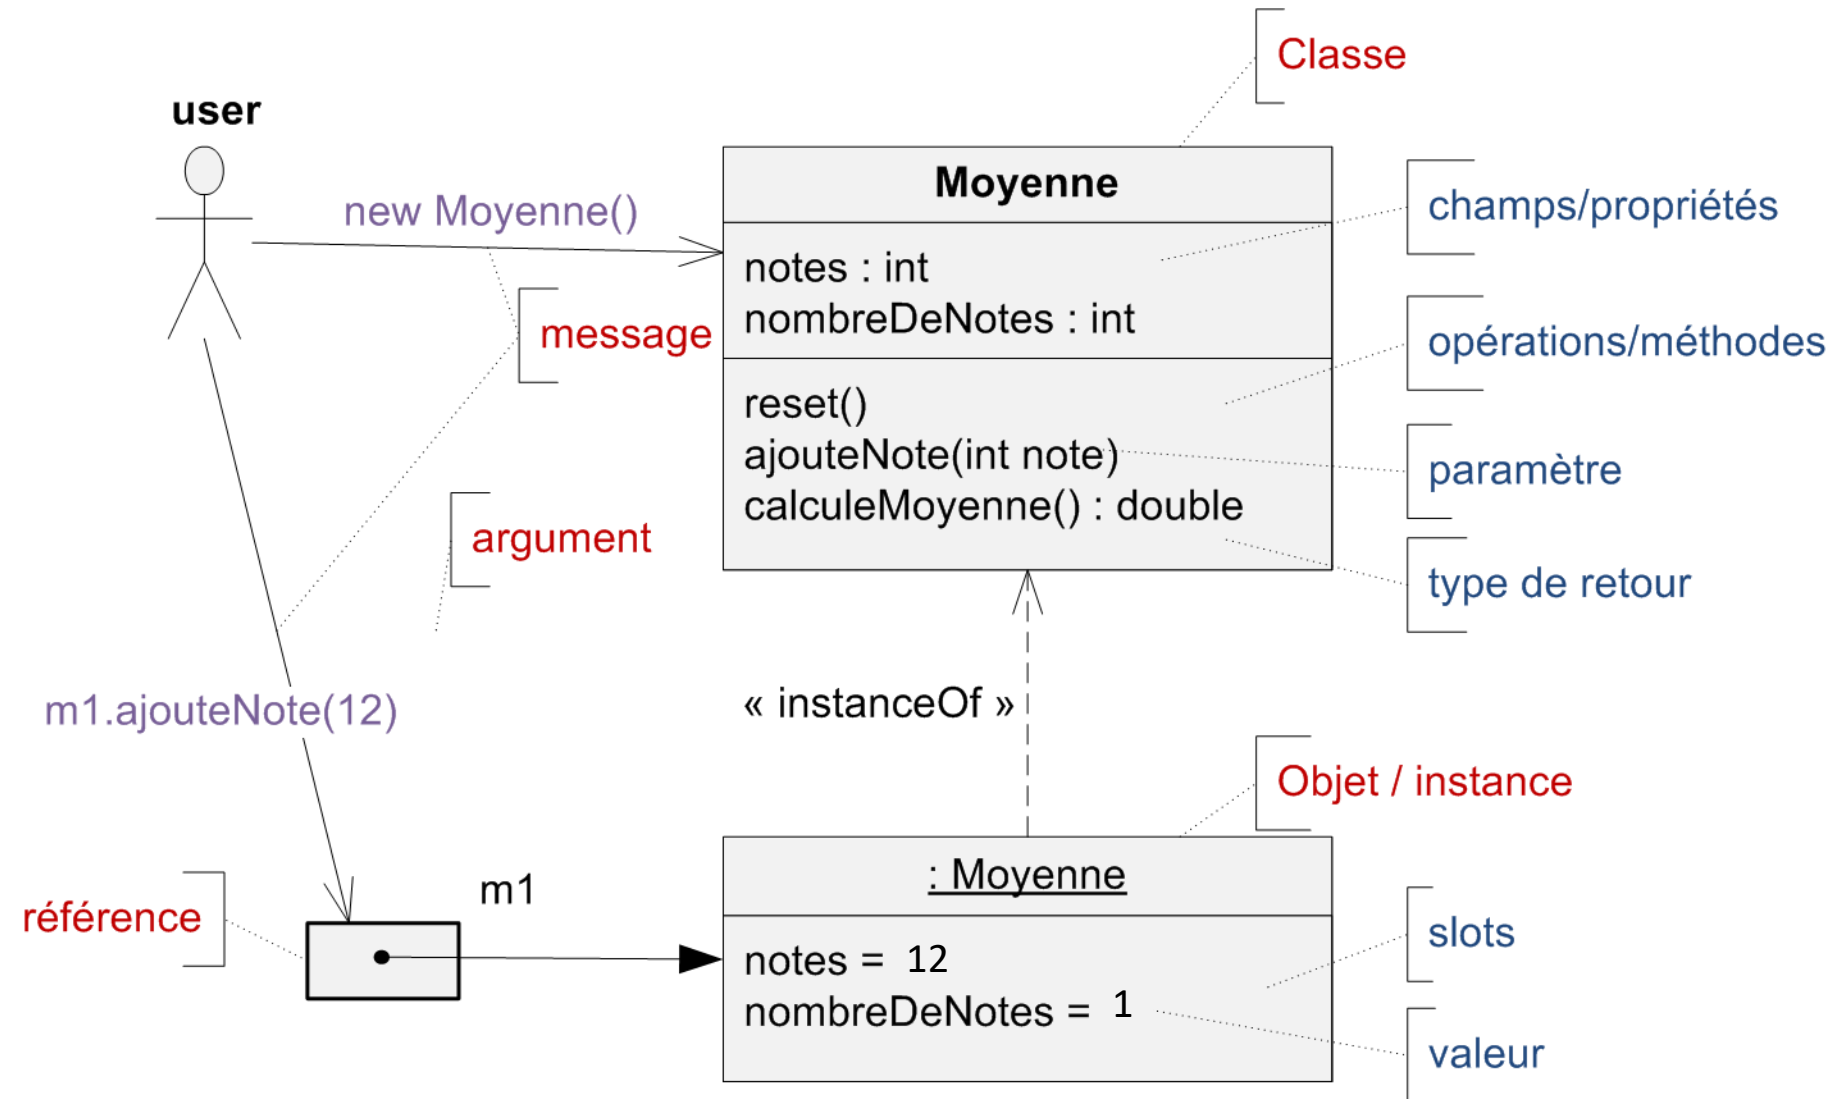 Classe
user
Moyenne
new Moyenne()
champs/propriétés
notes : int
nombreDeNotes : int
message
opérations/méthodes
reset()
ajouteNote(int note)
paramètre
calculeMoyenne() : double
argument
type de retour
m1.ajouteNote(12)
« instanceOf »
Objet / instance
: Moyenne
m1
référence
slots
notes = 12
nombreDeNotes = 1
valeur